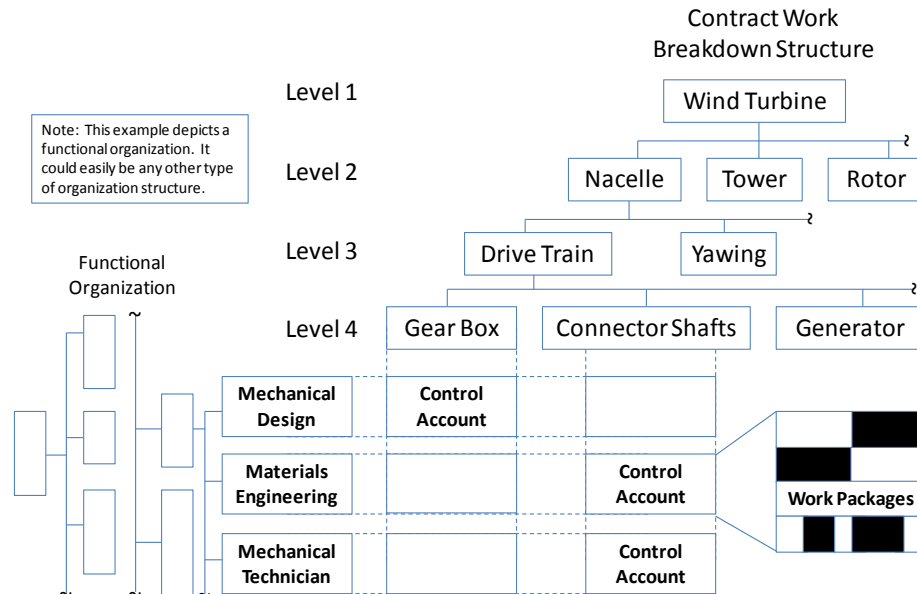 Contract Work
Breakdown Structure
Level 1
Wind Turbine
Note: This example depicts a
functional organization. It
could easily be any other type
of organization structure.
Level 2
Nacelle
Tower
Rotor
Level 3
Drive Train
Yawing
Functional
Organization
Level 4
Gear Box
Connector Shafts
Generator
Mechanical
Design
Control
Account
Materials
Engineering
Control
Account
Work Packages
Mechanical
Technician
Control
Account